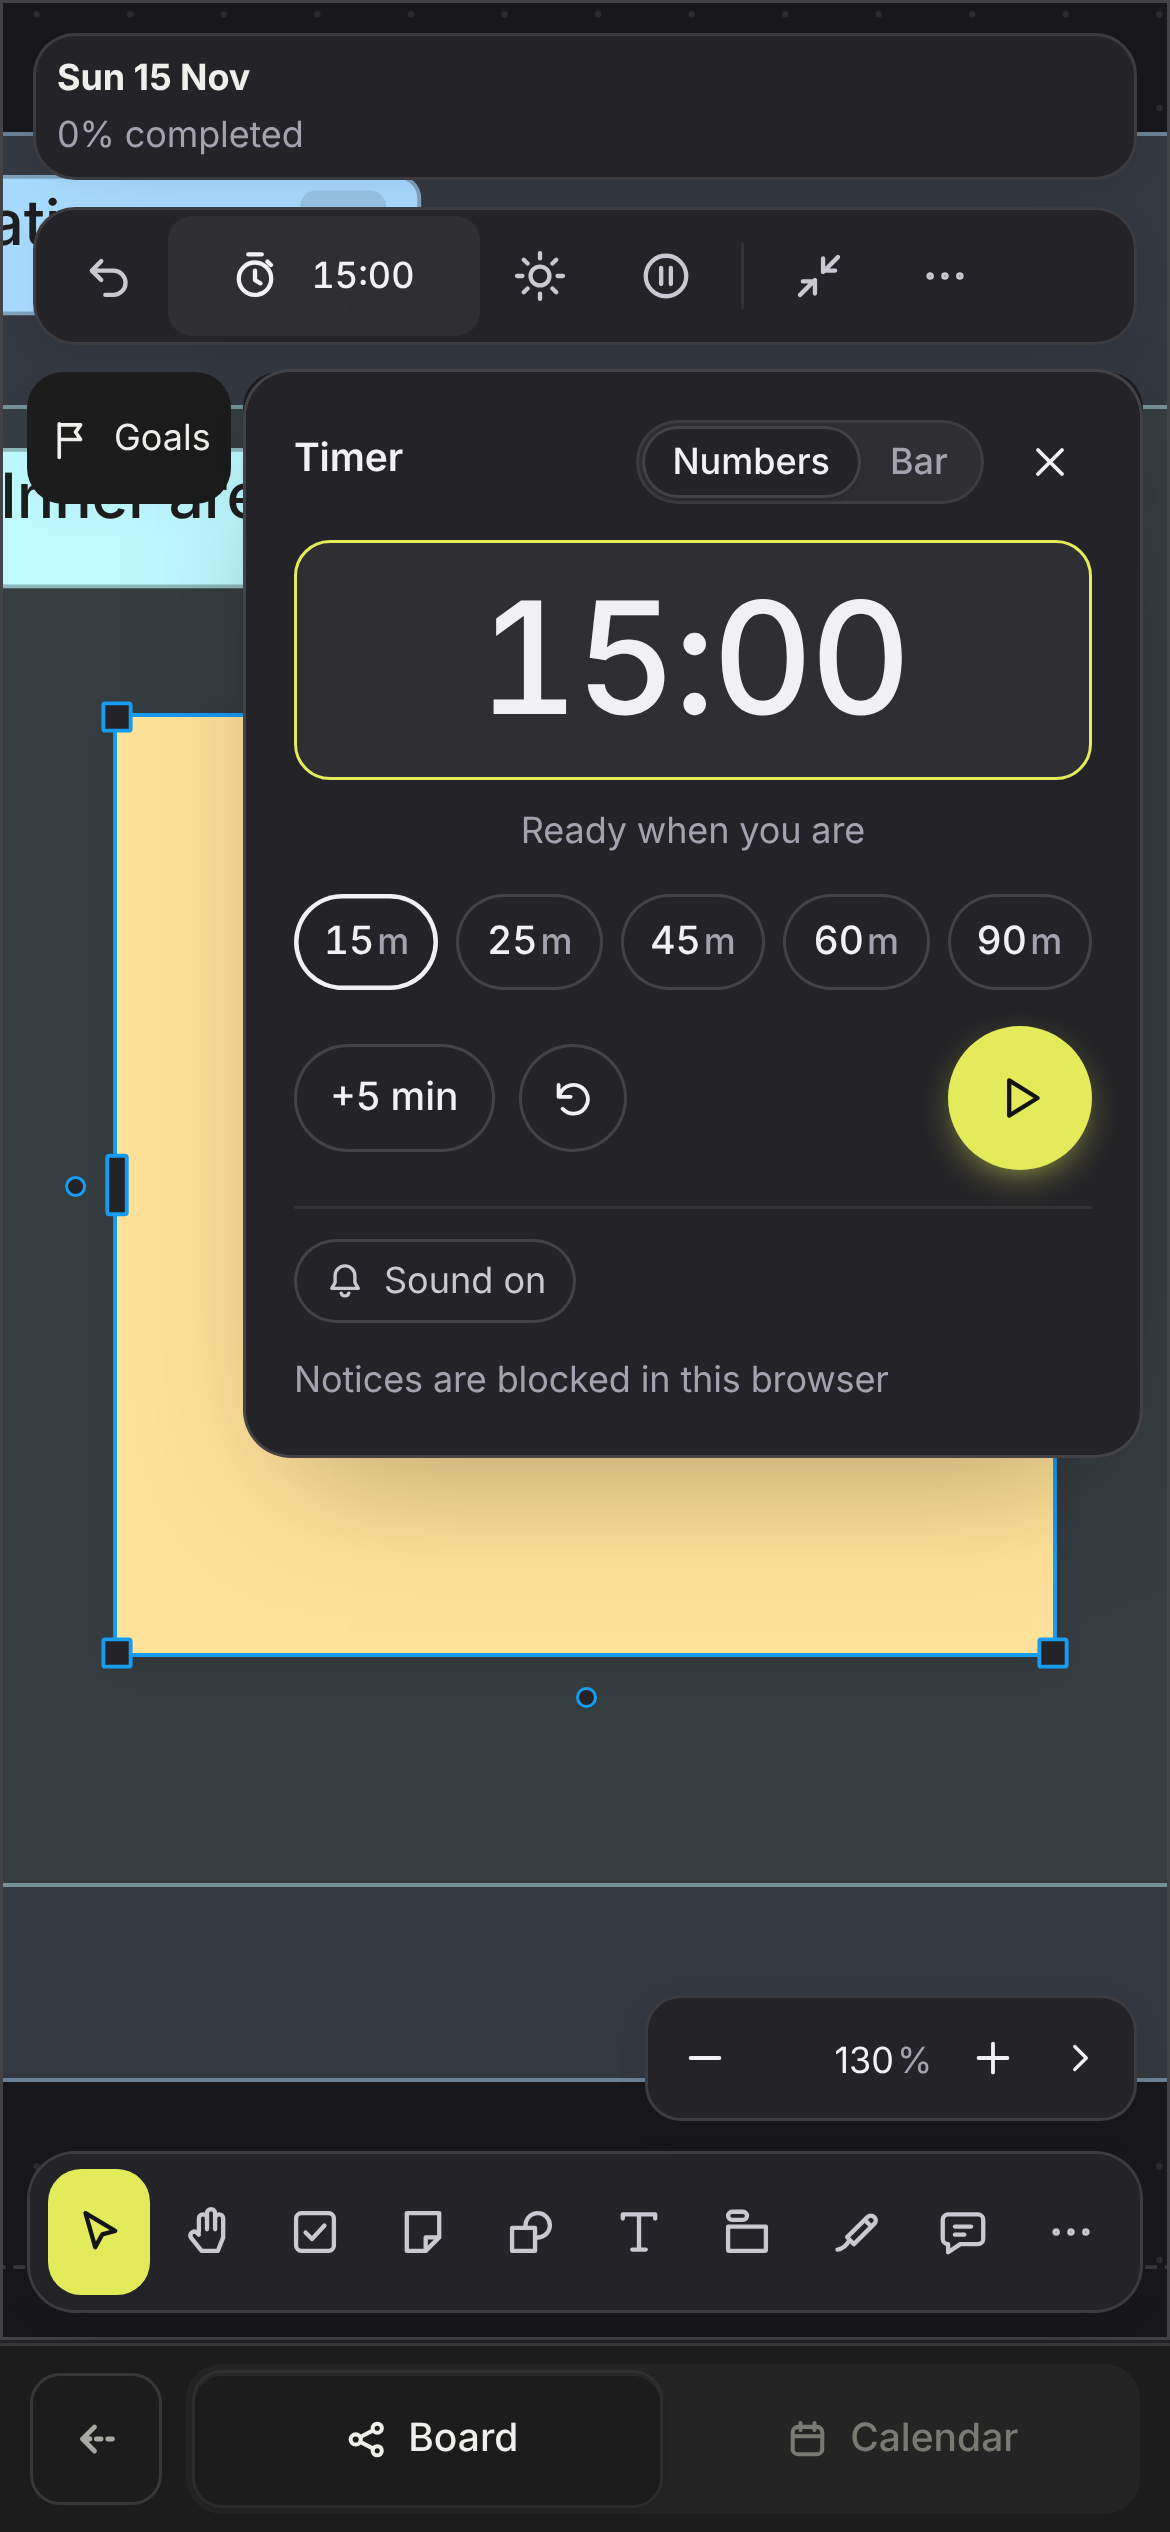 Sun 15 Nov
0% completed
15:00
Goals
Timer
Numbers
Bar
15:00
Ready when you are
15m
25m
45m
60m
90m
+5 min
Sound on
Notices are blocked in this browser
130%
Board
Calendar